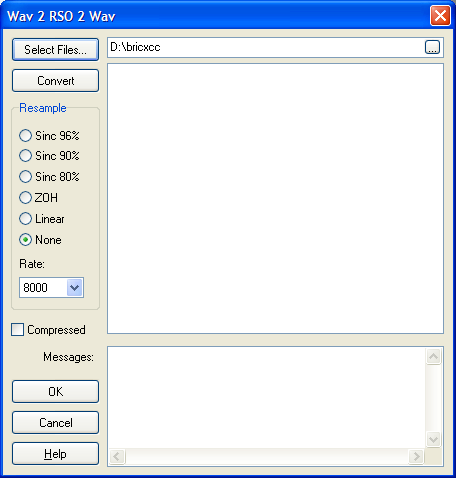 Wav 2 RSO 2 Wav
Select Files...
D:\bricxcc
...
Convert
Resample
Sinc 96%
Sinc 90%
Sinc 80%
ZOH
Linear
None
Rate:
8000
Compressed
Messages:
OK
Cancel
Help